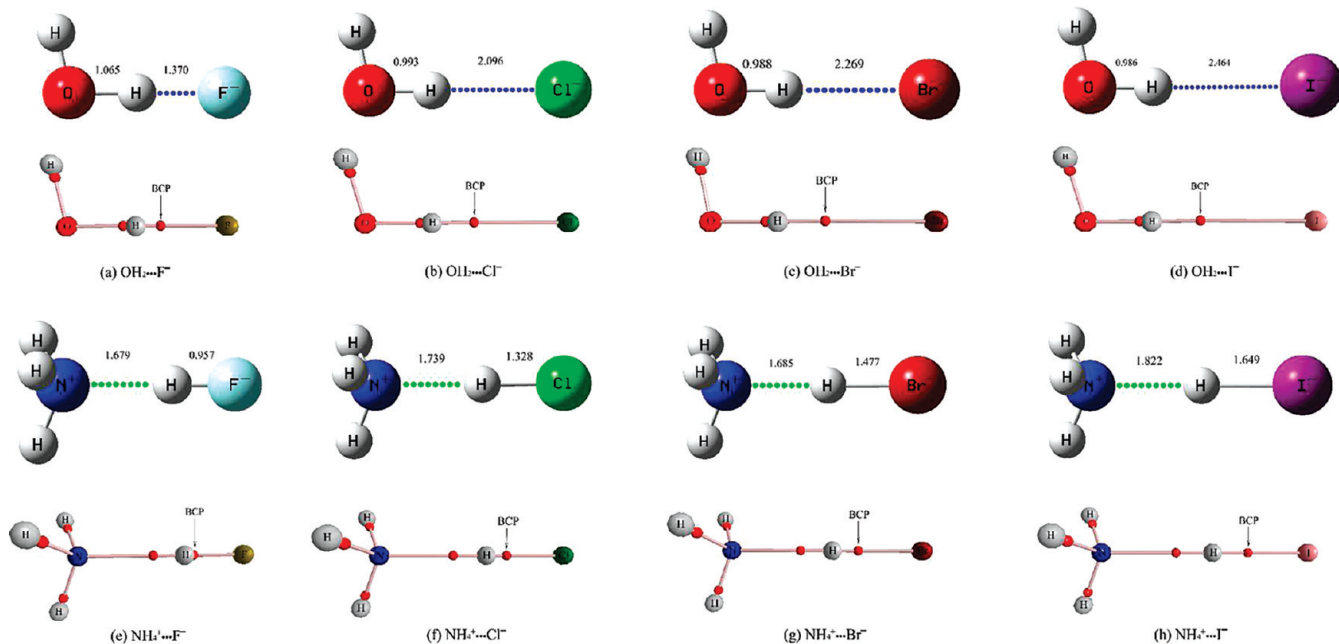 H
1.065
1.370
O
H
F⁻
H
0.993
2.096
O
H
Cl⁻
H
0.988
2.269
O
H
Br⁻
H
0.986
2.464
O
H
I⁻
H
BCP
O
H
F
H
BCP
O
H
H
BCP
H
H
BCP
H
I
(a) OH₂•••F⁻
(b) OH₂•••Cl⁻
(c) OH₂•••Br⁻
(d) OH₂•••I⁻
H
H
1.679
0.957
N⁺
H
F⁻
H
H
H
1.739
1.328
N⁺
H
Cl
H
H
H
1.685
1.477
N⁺
H
Br
H
H
H
1.822
1.649
N⁺
H
I⁻
H
H
H
BCP
N
H
F
H
H
H
BCP
N
H
H
H
H
BCP
H
H
H
H
BCP
H
I
H
(e) NH₄⁺•••F⁻
(f) NH₄⁺•••Cl⁻
(g) NH₄⁺•••Br⁻
(h) NH₄⁺•••I⁻